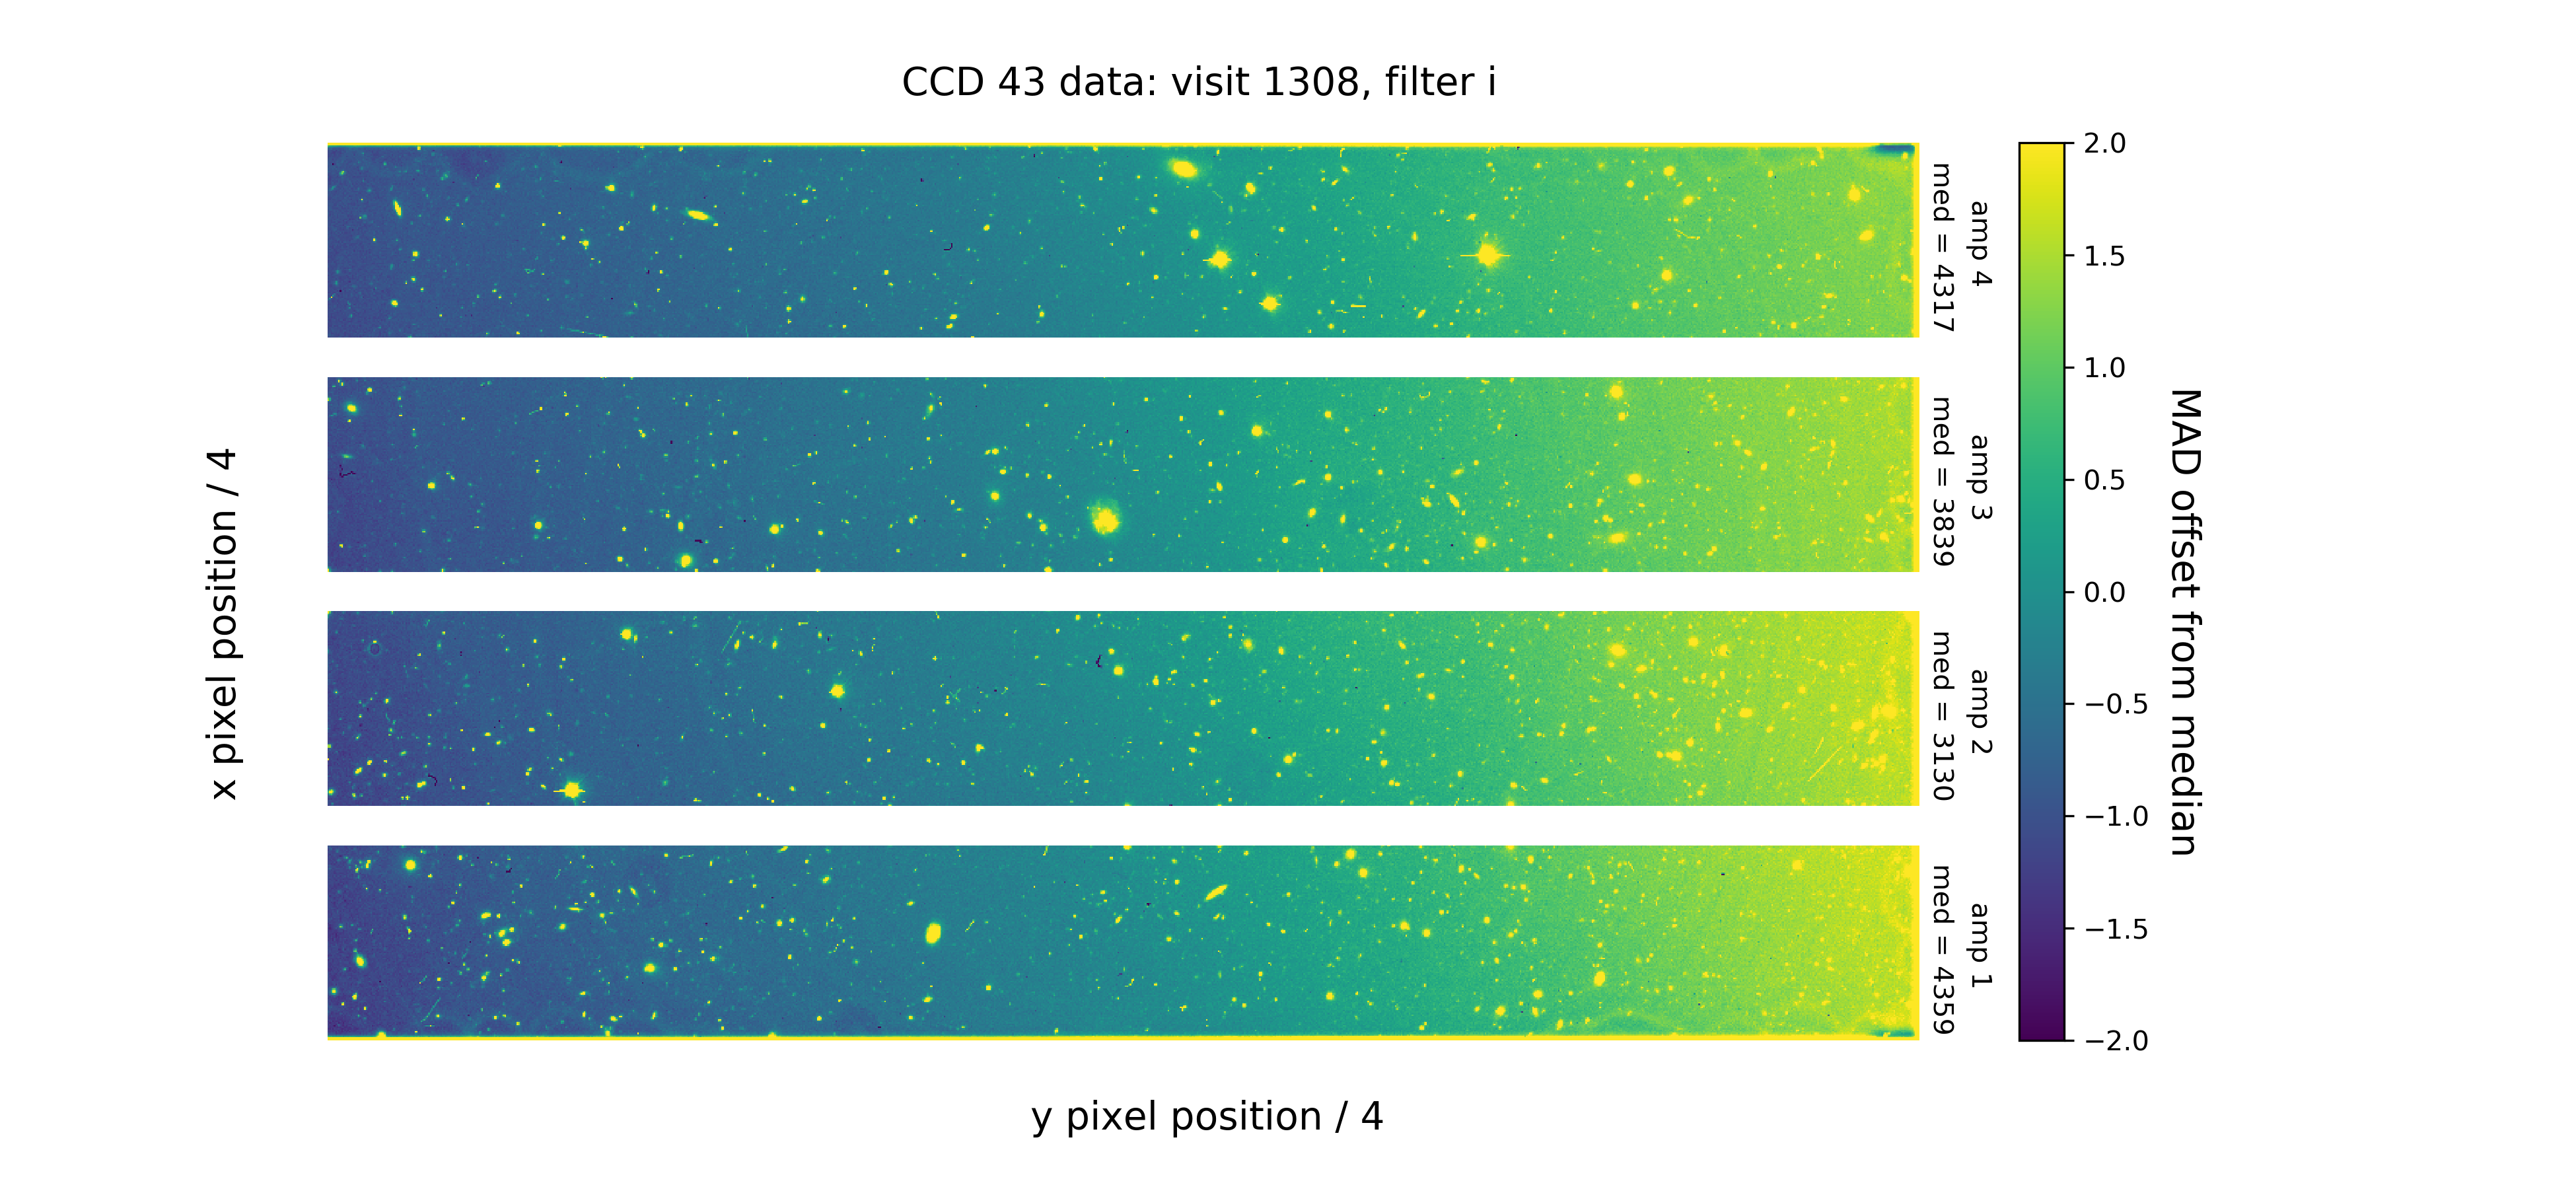 CCD 43 data: visit 1308, filter i
x pixel position / 4
y pixel position / 4
amp 4
med = 4317
amp 3
med = 3839
amp 2
med = 3130
amp 1
med = 4359
2.0
1.5
1.0
0.5
0.0
−0.5
−1.0
−1.5
−2.0
MAD offset from median